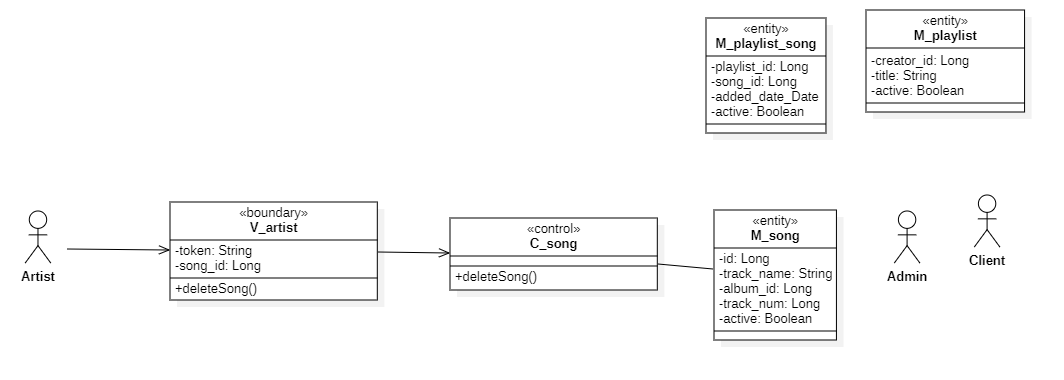 «entity»
M_playlist_song
-playlist_id: Long
-song_id: Long
-added_date_Date
-active: Boolean
«entity»
M_playlist
-creator_id: Long
-title: String
-active: Boolean
Artist
«boundary»
V_artist
-token: String
-song_id: Long
+deleteSong()
«control»
C_song
+deleteSong()
«entity»
M_song
-id: Long
-track_name: String
-album_id: Long
-track_num: Long
-active: Boolean
Admin
Client